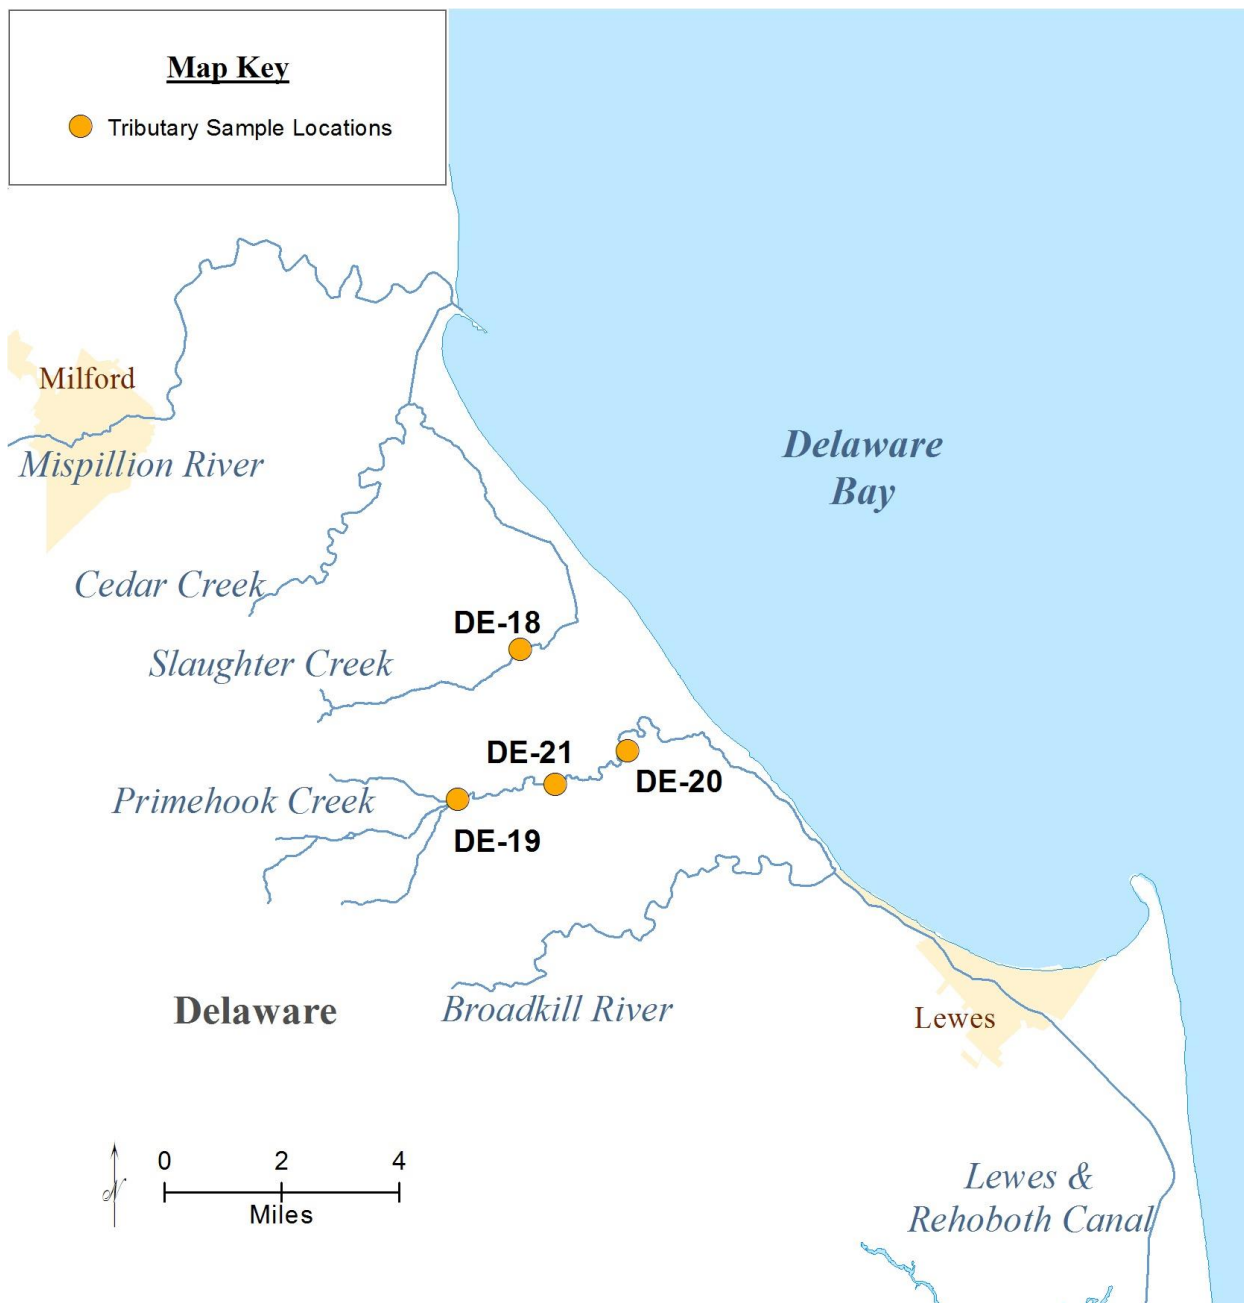 Map Key
Tributary Sample Locations
Milford
Mispillion River
Delaware
Bay
Cedar Creek
DE-18
Slaughter Creek
DE-21
DE-20
Primehook Creek
DE-19
Delaware
Broadkill River
Lewes
0 2 4
N
Miles
Lewes &
Rehoboth Canal